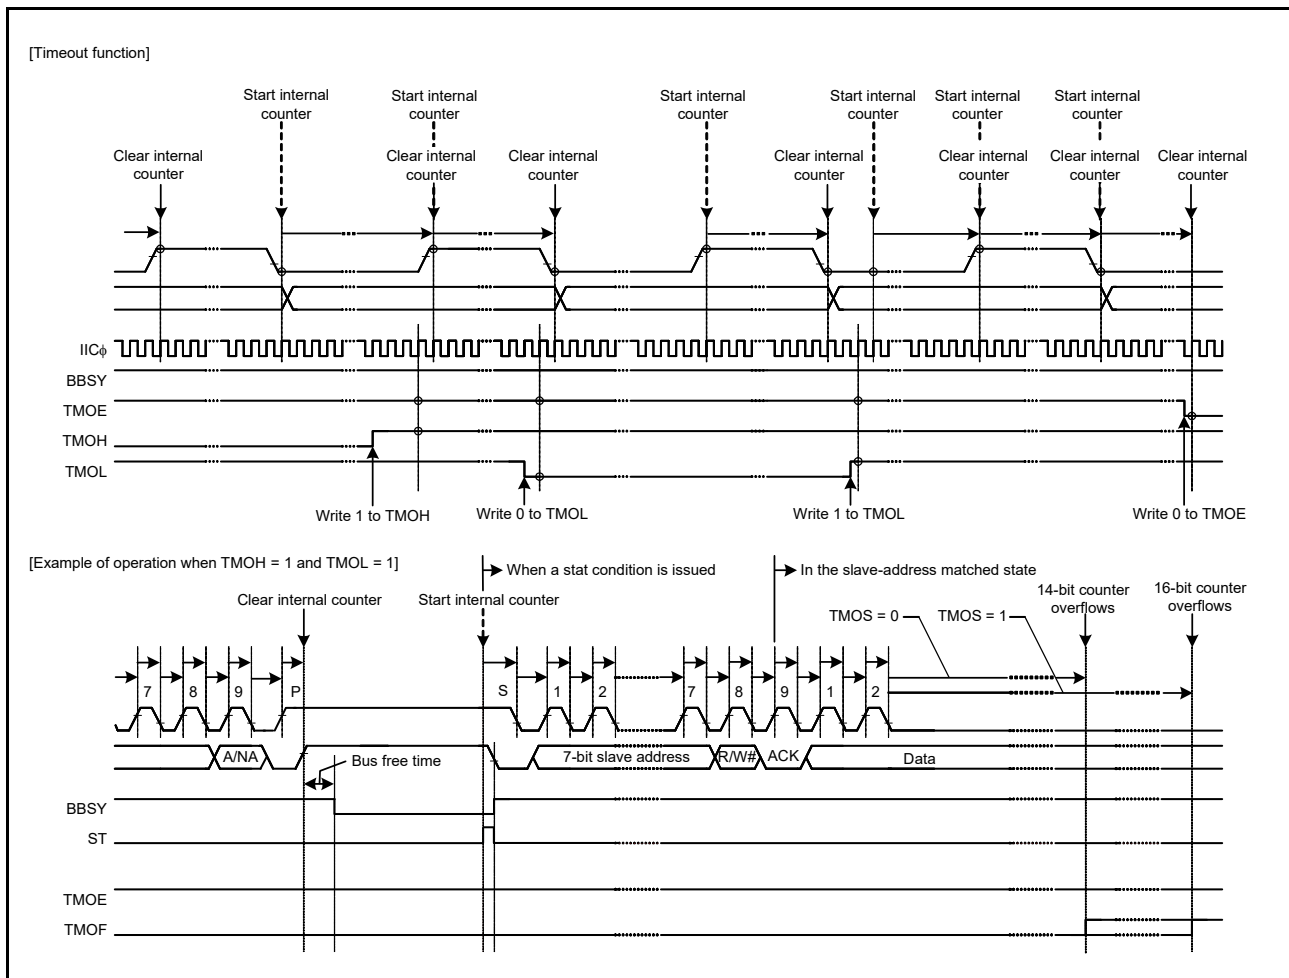 [Timeout function]
Start internal
counter
Start internal
counter
Start internal
counter
Start internal
counter
Start internal
counter
Start internal
counter
Clear internal
counter
Clear internal
counter
Clear internal
counter
Clear internal
counter
Clear internal
counter
Clear internal
counter
Clear internal
counter
IICϕ
BBSY
TMOE
TMOH
TMOL
Write 1 to TMOH
Write 0 to TMOL
Write 1 to TMOL
Write 0 to TMOE
[Example of operation when TMOH = 1 and TMOL = 1]
When a stat condition is issued
In the slave-address matched state
Clear internal counter
Start internal counter
14-bit counter
overflows
16-bit counter
overflows
TMOS = 0
TMOS = 1
7 8 9 P S 1 2 7 8 9 1 2
A/NA
7-bit slave address
R/W#
ACK
Data
Bus free time
BBSY
ST
TMOE
TMOF